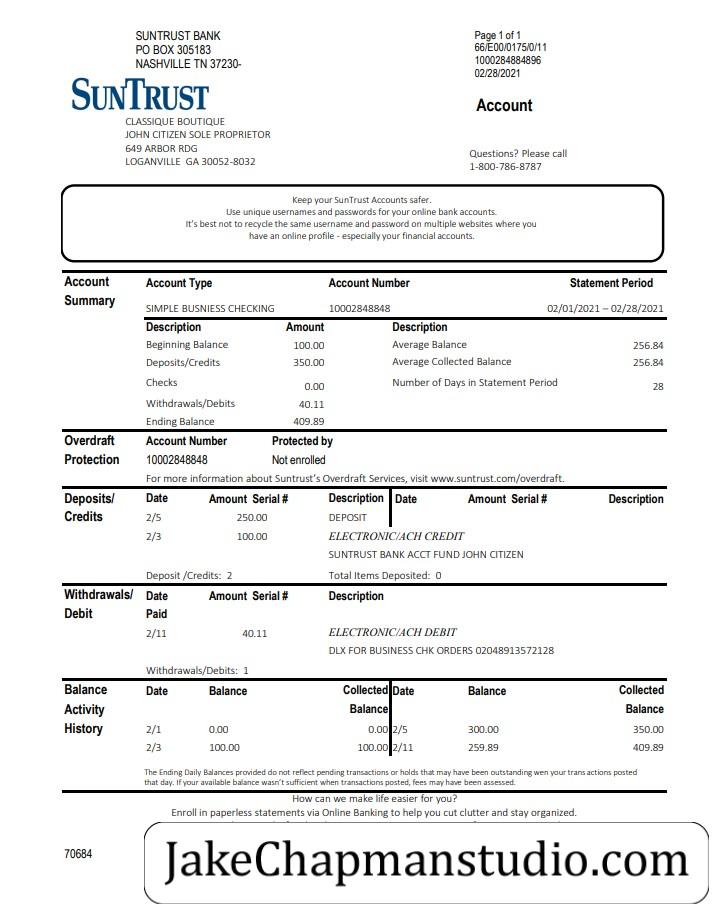 SUNTRUST BANK
PO BOX 305183
NASHVILLE TN 37230-
Page 1 of 1
66/E00/0175/0/11
1000284884896
02/28/2021
SUNTRUST
Account
CLASSIQUE BOUTIQUE
JOHN CITIZEN SOLE PROPRIETOR
649 ARBOR RDG
LOGANVILLE GA 30052-8032
Questions? Please call
1-800-786-8787
Keep your SunTrust Accounts safer.
Use unique usernames and passwords for your online bank accounts.
It's best not to recycle the same username and password on multiple websites where you
have an online profile - especially your financial accounts.
Account Summary
Account Type Account Number Statement Period
SIMPLE BUSNIESS CHECKING 10002848848 02/01/2021 – 02/28/2021
Description Amount Description
Beginning Balance 100.00 Average Balance 256.84
Deposits/Credits 350.00 Average Collected Balance 256.84
Checks 0.00 Number of Days in Statement Period 28
Withdrawals/Debits 40.11
Ending Balance 409.89
Overdraft Protection
Account Number Protected by
10002848848 Not enrolled
For more information about Suntrust's Overdraft Services, visit www.suntrust.com/overdraft.
Deposits/ Credits
Date Amount Serial # Description Date Amount Serial # Description
2/5 250.00 DEPOSIT
2/3 100.00 ELECTRONIC/ACH CREDIT
SUNTRUST BANK ACCT FUND JOHN CITIZEN
Deposit /Credits: 2 Total Items Deposited: 0
Withdrawals/ Debit
Date Paid Amount Serial # Description
2/11 40.11 ELECTRONIC/ACH DEBIT
DLX FOR BUSINESS CHK ORDERS 02048913572128
Withdrawals/Debits: 1
Balance Activity History
Date Balance Collected Balance Date Balance Collected Balance
2/1 0.00 0.00 2/5 300.00 350.00
2/3 100.00 100.00 2/11 259.89 409.89
The Ending Daily Balances provided do not reflect pending transactions or holds that may have been outstanding wen your transactions posted
that day. If your available balance wasn't sufficient when transactions posted, fees may have been assessed.
How can we make life easier for you?
Enroll in paperless statements via Online Banking to help you cut clutter and stay organized.
70684
JakeChapmanstudio.com